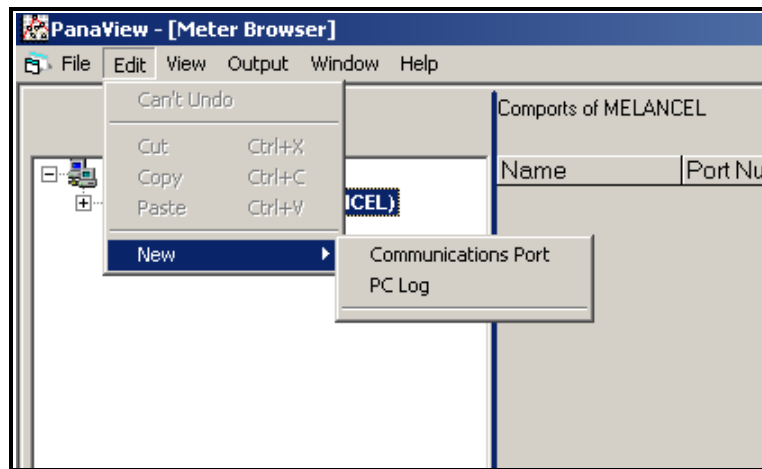 PanaView - [Meter Browser]
File Edit View Output Window Help
Can't Undo
Cut Ctrl+X
Copy Ctrl+C
Paste Ctrl+V
New
Communications Port
PC Log
ICEL)
Comports of MELANCEL
Name Port Nu